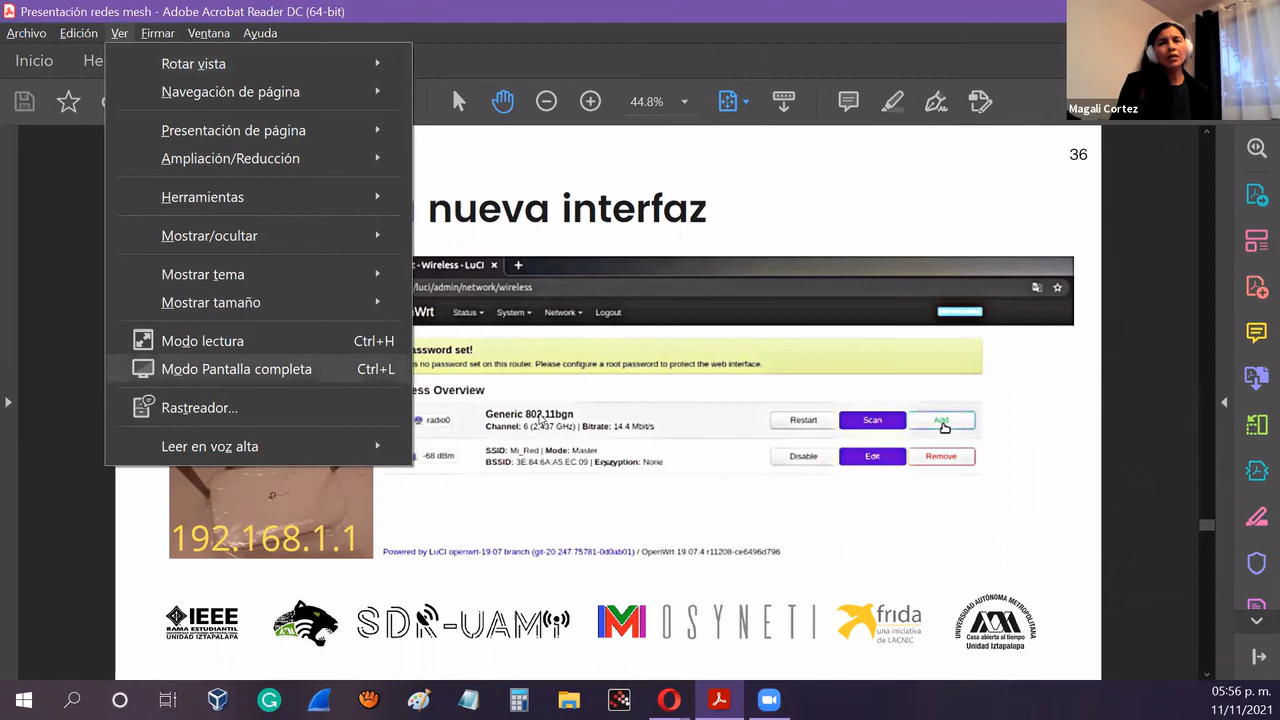 Presentación redes mesh - Adobe Acrobat Reader DC (64-bit)
Archivo Edición Ver Firmar Ventana Ayuda
Inicio He
44.8%
Magali Cortez
Rotar vista
Navegación de página
Presentación de página
Ampliación/Reducción
Herramientas
Mostrar/ocultar
Mostrar tema
Mostrar tamaño
Modo lectura Ctrl+H
Modo Pantalla completa Ctrl+L
Rastreador...
Leer en voz alta
36
nueva interfaz
- Wireless - LuCI
/luci/admin/network/wireless
Wrt Status System Network Logout
assword set!
is no password set on this router. Please configure a root password to protect the web interface.
ess Overview
radio0 Generic 802.11bgn Restart Scan Add
Channel: 6 (2.437 GHz) | Bitrate: 14.4 Mbit/s
-68 dBm SSID: Mi_Red | Mode: Master Disable Edit Remove
BSSID: 3E:84:6A:A5:EC:09 | Encryption: None
192.168.1.1
Powered by LuCI openwrt-19.07 branch (git-20.247.75781-0d0ab01) / OpenWrt 19.07.4 r11208-ce6496d796
IEEE
RAMA ESTUDIANTIL
UNIDAD IZTAPALAPA
SDR-UAMI
OSYNETI
frida
una iniciativa
de LACNIC
UNIVERSIDAD AUTÓNOMA METROPOLITANA
Casa abierta al tiempo
Unidad Iztapalapa
05:56 p. m.
11/11/2021